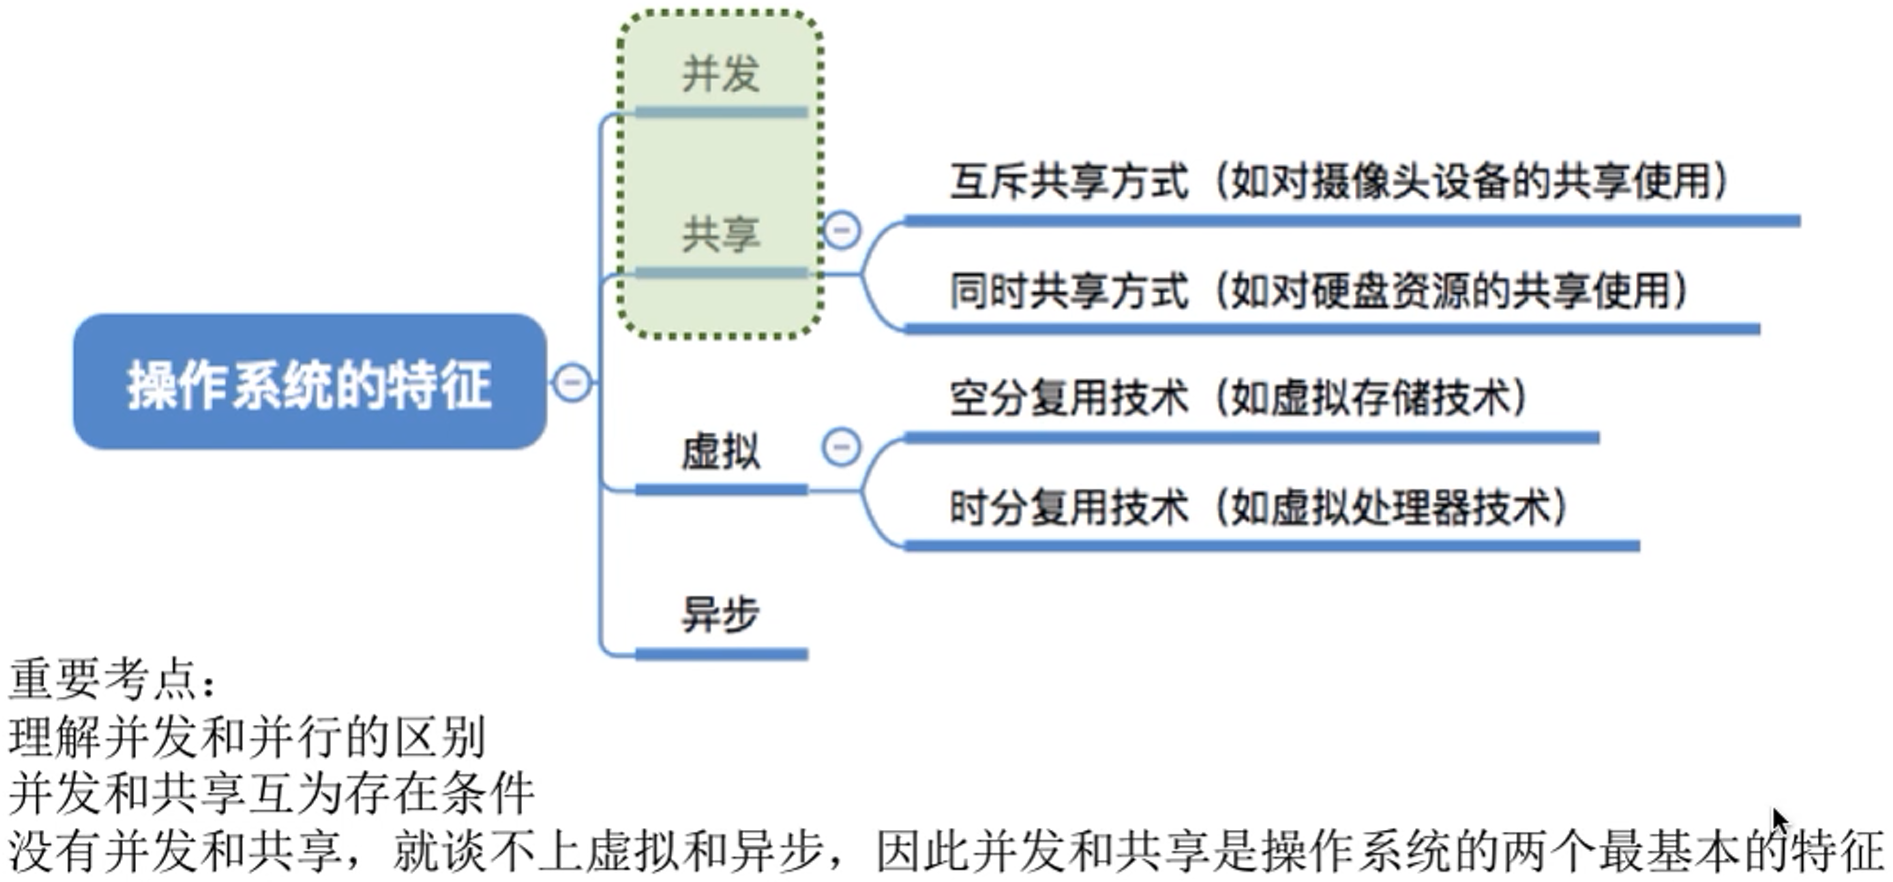 操作系统的特征
并发
共享
互斥共享方式（如对摄像头设备的共享使用）
同时共享方式（如对硬盘资源的共享使用）
虚拟
空分复用技术（如虚拟存储技术）
时分复用技术（如虚拟处理器技术）
异步
重要考点：
理解并发和并行的区别
并发和共享互为存在条件
没有并发和共享，就谈不上虚拟和异步，因此并发和共享是操作系统的两个最基本的特征